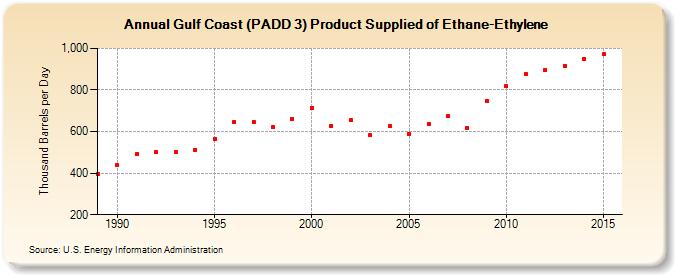 Annual Gulf Coast (PADD 3) Product Supplied of Ethane-Ethylene
Thousand Barrels per Day
1,000
800
600
400
200
1990 1995 2000 2005 2010 2015
Source: U.S. Energy Information Administration